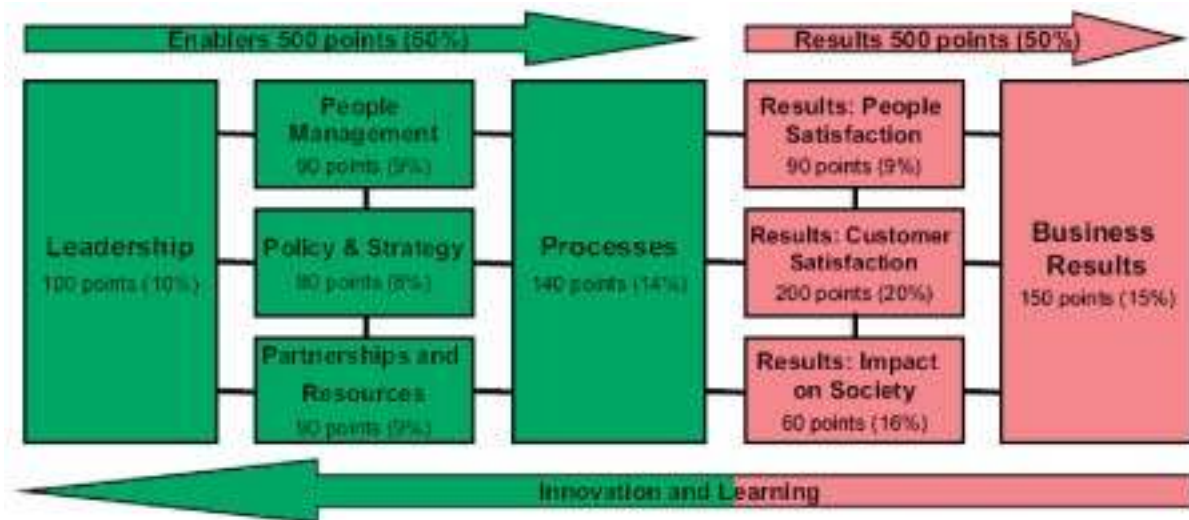 Enablers 500 points (50%)
Results 500 points (50%)
Leadership
100 points (10%)
People
Management
90 points (9%)
Policy & Strategy
80 points (8%)
Partnerships and
Resources
90 points (9%)
Processes
140 points (14%)
Results: People
Satisfaction
90 points (9%)
Results: Customer
Satisfaction
200 points (20%)
Results: Impact
on Society
60 points (16%)
Business
Results
150 points (15%)
Innovation and Learning